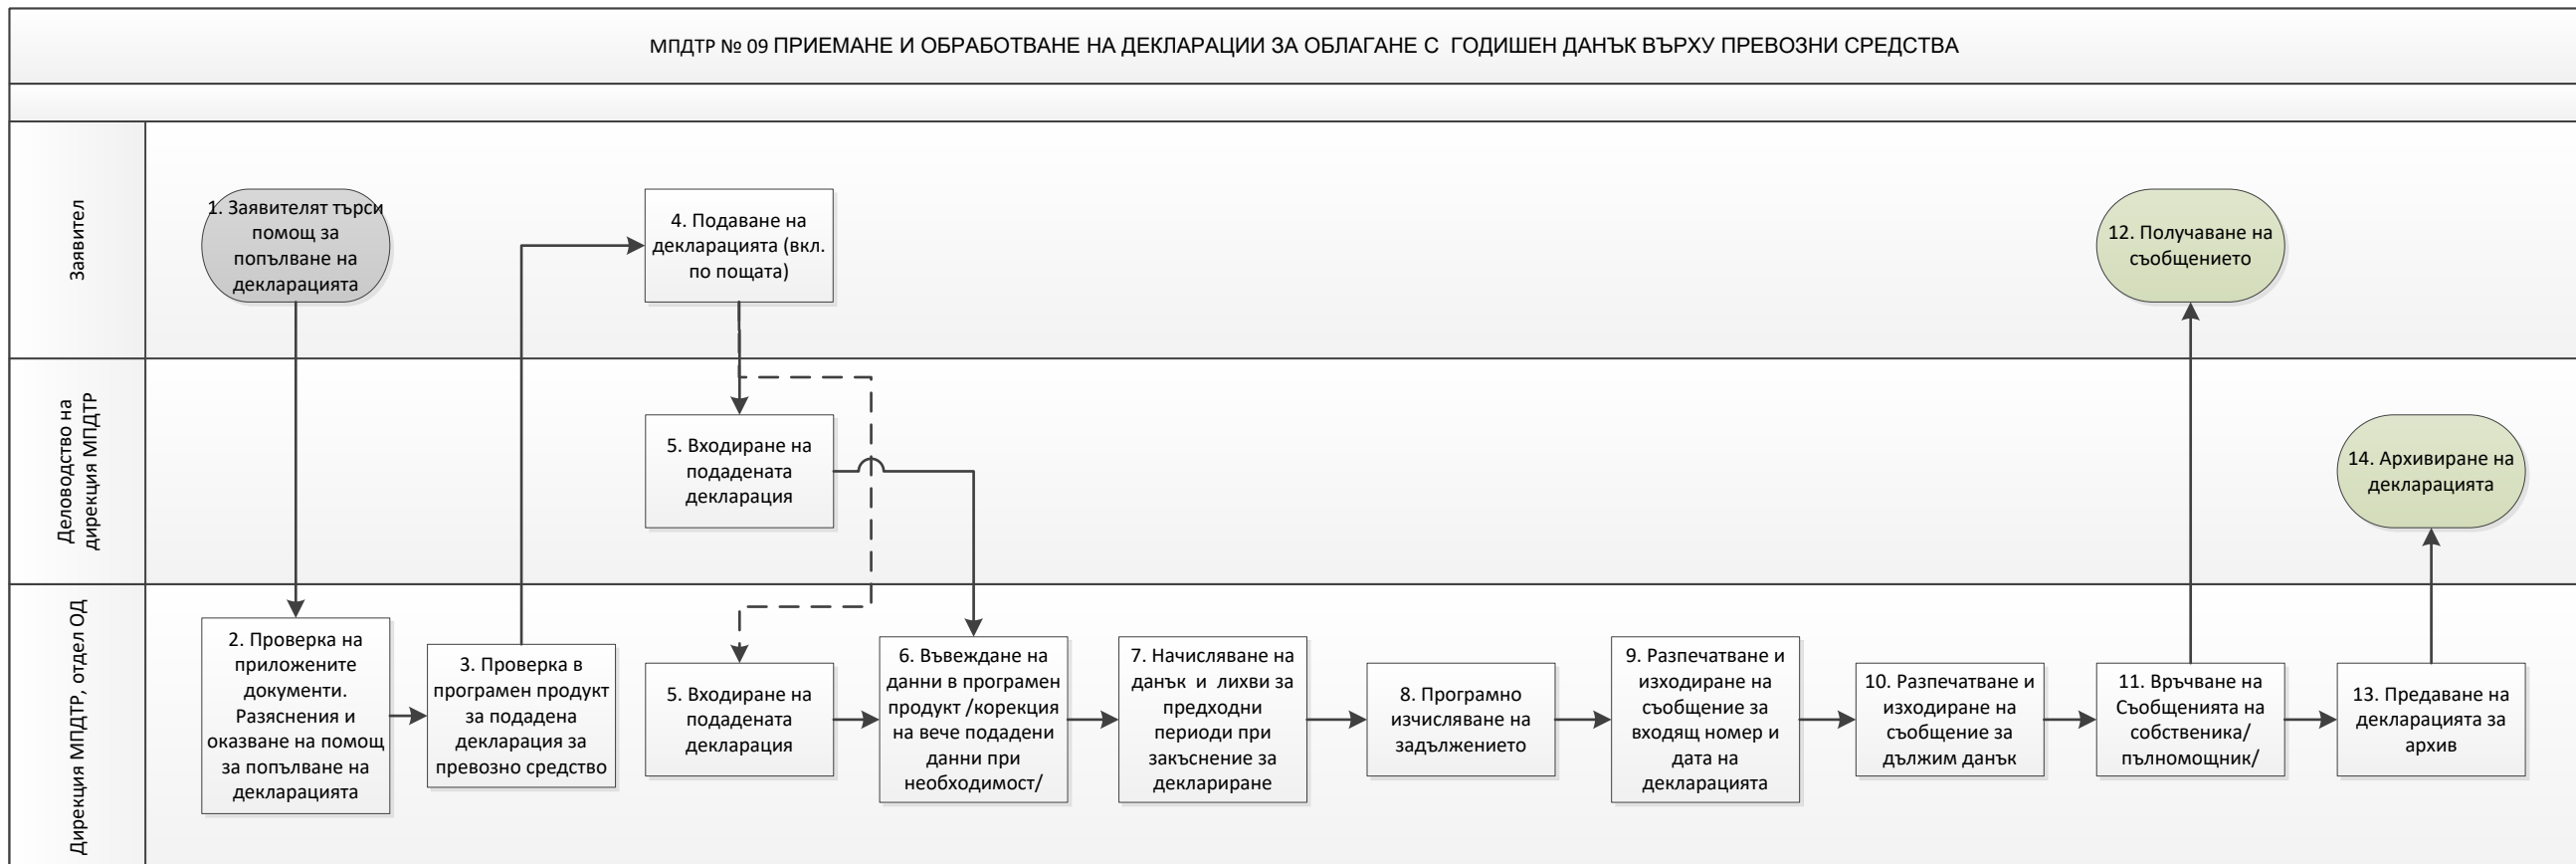 МПДТР № 09 ПРИЕМАНЕ И ОБРАБОТВАНЕ НА ДЕКЛАРАЦИИ ЗА ОБЛАГАНЕ С ГОДИШЕН ДАНЪК ВЪРХУ ПРЕВОЗНИ СРЕДСТВА
Заявител
1. Заявителят търси
помощ за
попълване на
декларацията
4. Подаване на
декларацията (вкл.
по пощата)
12. Получаване на
съобщението
Деловодство на
дирекция МПДТР
5. Входиране на
подадената
декларация
14. Архивиране на
декларацията
Дирекция МПДТР, отдел ОД
2. Проверка на
приложените
документи.
Разяснения и
оказване на помощ
за попълване на
декларацията
3. Проверка в
програмен продукт
за подадена
декларация за
превозно средство
5. Входиране на
подадената
декларация
6. Въвеждане на
данни в програмен
продукт /корекция
на вече подадени
данни при
необходимост/
7. Начисляване на
данък и лихви за
предходни
периоди при
закъснение за
деклариране
8. Програмно
изчисляване на
задължението
9. Разпечатване и
изходиране на
съобщение за
входящ номер и
дата на
декларацията
10. Разпечатване и
изходиране на
съобщение за
дължим данък
11. Връчване на
Съобщенията на
собственика/
пълномощник/
13. Предаване на
декларацията за
архив